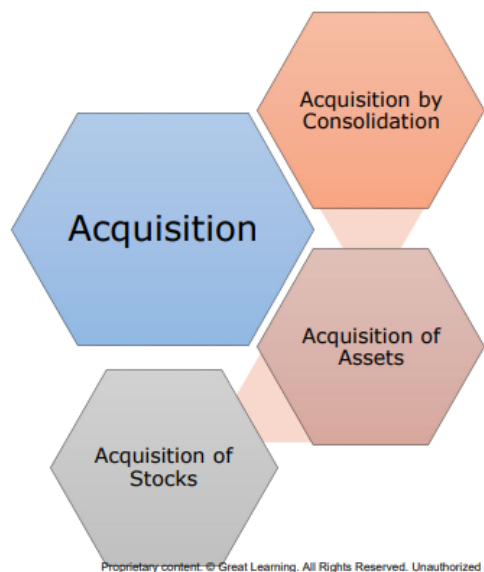 Acquisition by
Consolidation
Acquisition
Acquisition of
Assets
Acquisition of
Stocks
Proprietary content. © Great Learning. All Rights Reserved. Unauthorized